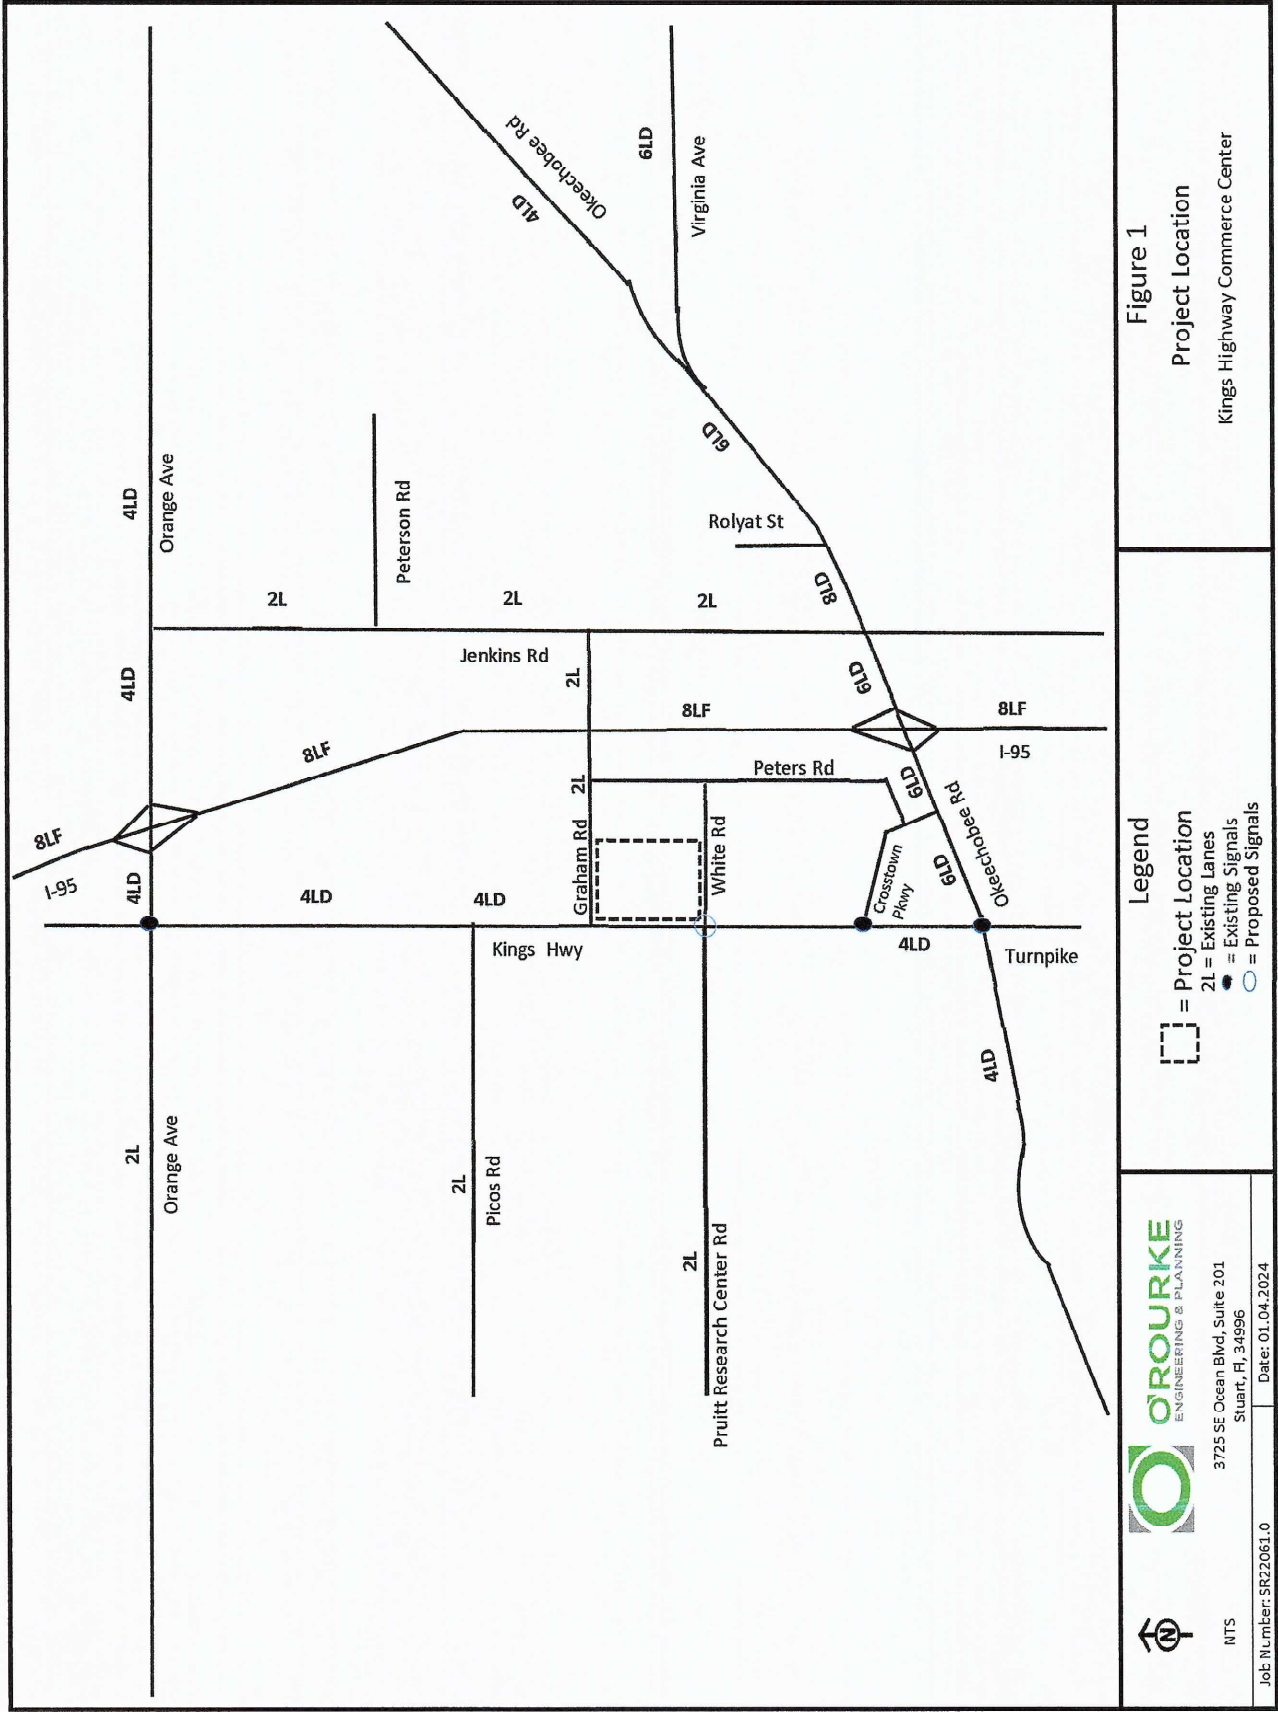 4LD
Orange Ave
4LD
8LF
I-95
4LD
2L
Orange Ave
Okeechobee Rd
4LD
6LD
Virginia Ave
Peterson Rd
2L
2L
2L
Jenkins Rd
6LD
Rolyat St
8LD
6LD
8LF
8LF
8LF
I-95
2L
2L
Peters Rd
Graham Rd
White Rd
6LD
Okeechobee Rd
6LD
Crosstown
Pkwy
4LD
4LD
Kings Hwy
4LD
Turnpike
4LD
2L
Picos Rd
2L
Pruitt Research Center Rd
Figure 1
Project Location
Kings Highway Commerce Center
Legend
= Project Location
2L = Existing Lanes
= Existing Signals
= Proposed Signals
O'ROURKE
ENGINEERING & PLANNING
3725 SE Ocean Blvd, Suite 201
Stuart, Fl, 34996
N
NTS
Job Number: SR22061.0
Date: 01.04.2024